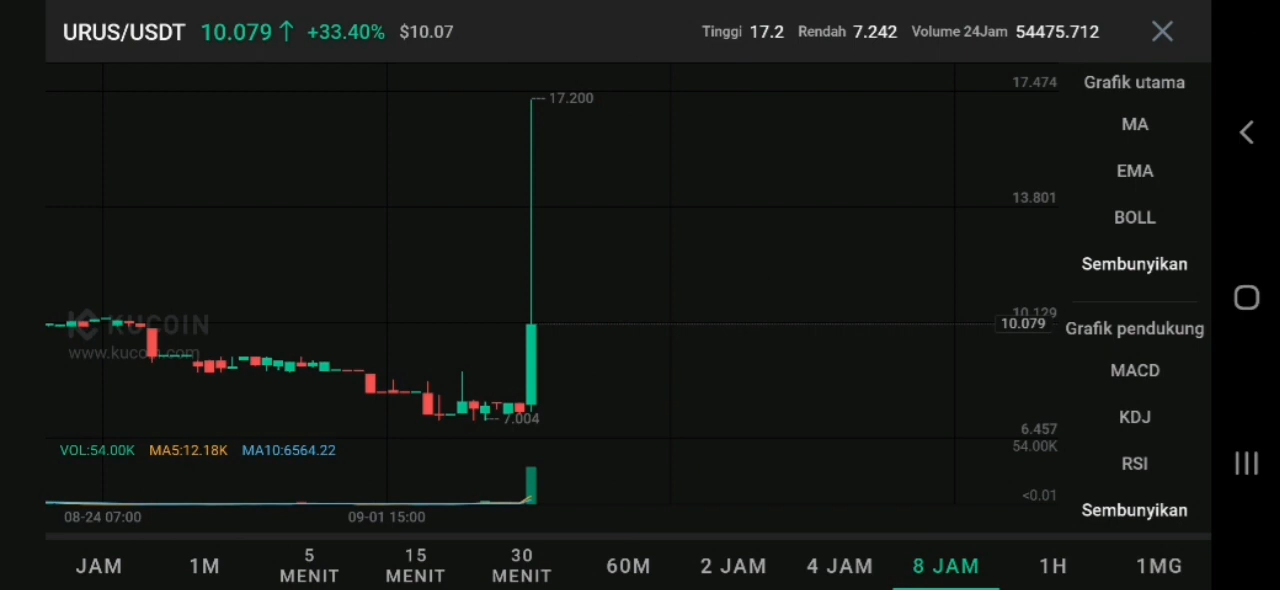 URUS/USDT 10.079↑ +33.40% $10.07 Tinggi 17.2 Rendah 7.242 Volume 24Jam 54475.712
17.474
Grafik utama
17.200
MA
EMA
13.801
BOLL
Sembunyikan
10.129
10.079
Grafik pendukung
KUCOIN
www.kucoin.com
MACD
7.004
KDJ
6.457
VOL:54.00K MA5:12.18K MA10:6564.22
54.00K
RSI
<0.01
Sembunyikan
08-24 07:00
09-01 15:00
JAM 1M 5 MENIT 15 MENIT 30 MENIT 60M 2 JAM 4 JAM 8 JAM 1H 1MG